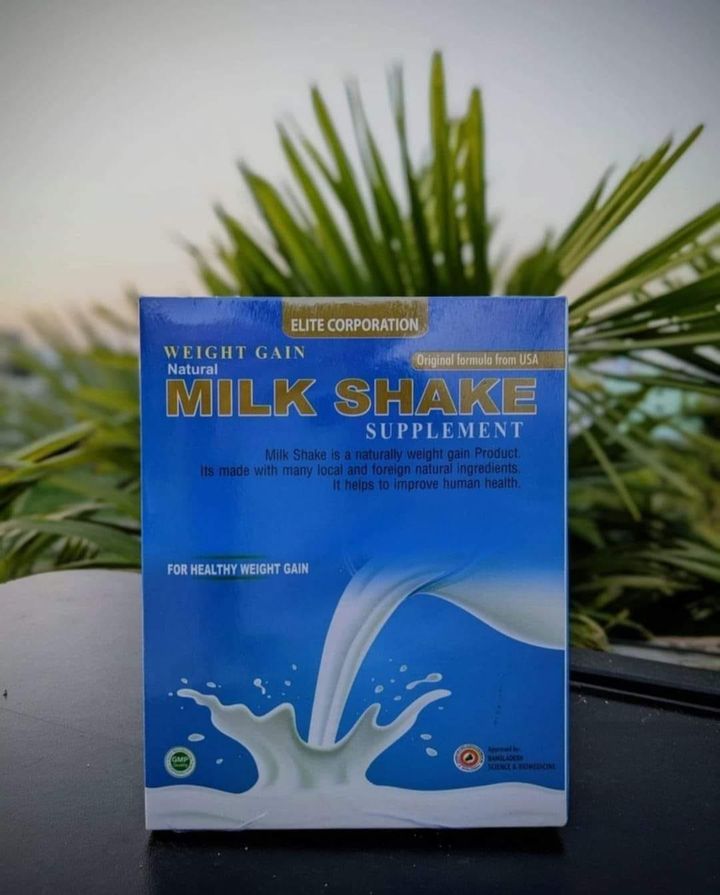 ELITE CORPORATION
WEIGHT GAIN
Original formula from USA
Natural
MILK SHAKE
SUPPLEMENT
Milk Shake is a naturally weight gain Product.
Its made with many local and foreign natural ingredients.
It helps to improve human health.
FOR HEALTHY WEIGHT GAIN
GMP
Approved by:
BANGLADESH
SCIENCE & BIOMEDICINE